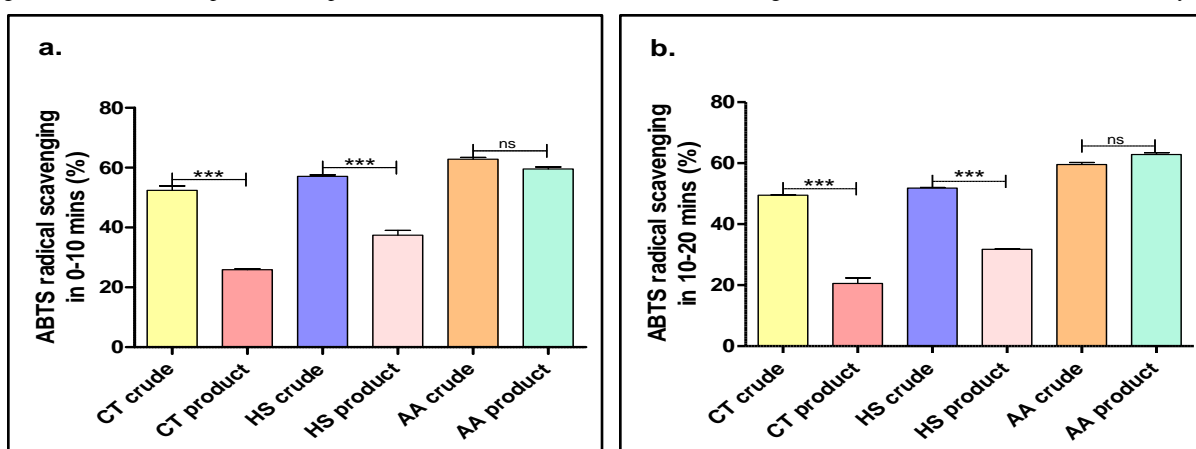 a.
ABTS radical scavenging
in 0-10 mins (%)
80
60
40
20
0
***
***
ns
CT crude
CT product
HS crude
HS product
AA crude
AA product
b.
ABTS radical scavenging
in 10-20 mins (%)
80
60
40
20
0
***
***
ns
CT crude
CT product
HS crude
HS product
AA crude
AA product